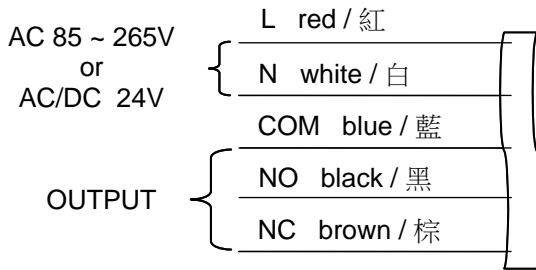 AC 85 ~ 265V
or
AC/DC 24V
L red / 紅
N white / 白
COM blue / 藍
OUTPUT
NO black / 黑
NC brown / 棕